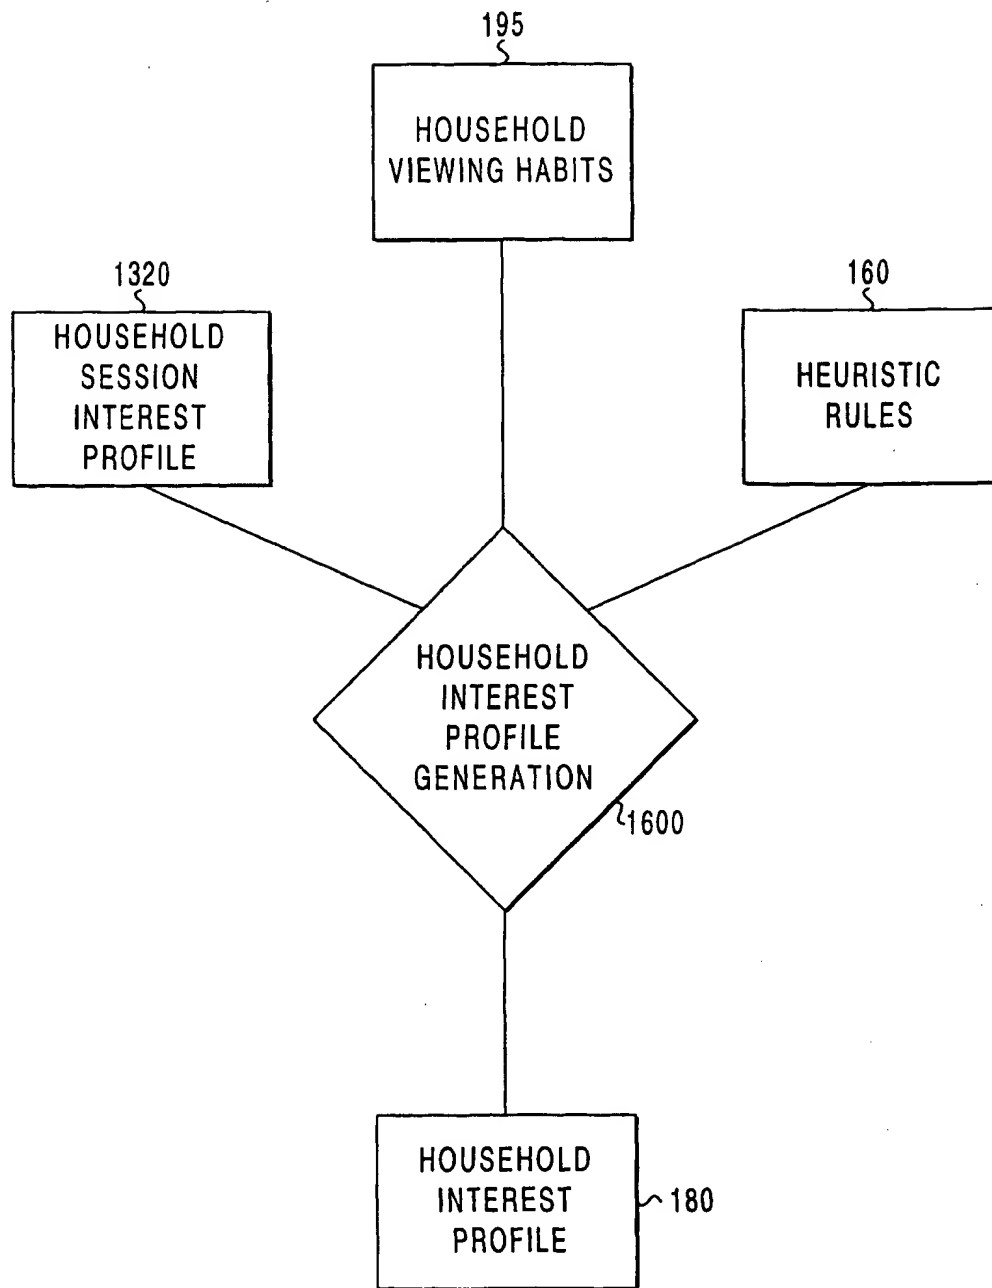 195
HOUSEHOLD
VIEWING HABITS
1320
HOUSEHOLD
SESSION
INTEREST
PROFILE
160
HEURISTIC
RULES
HOUSEHOLD
INTEREST
PROFILE
GENERATION
1600
HOUSEHOLD
INTEREST
PROFILE
180